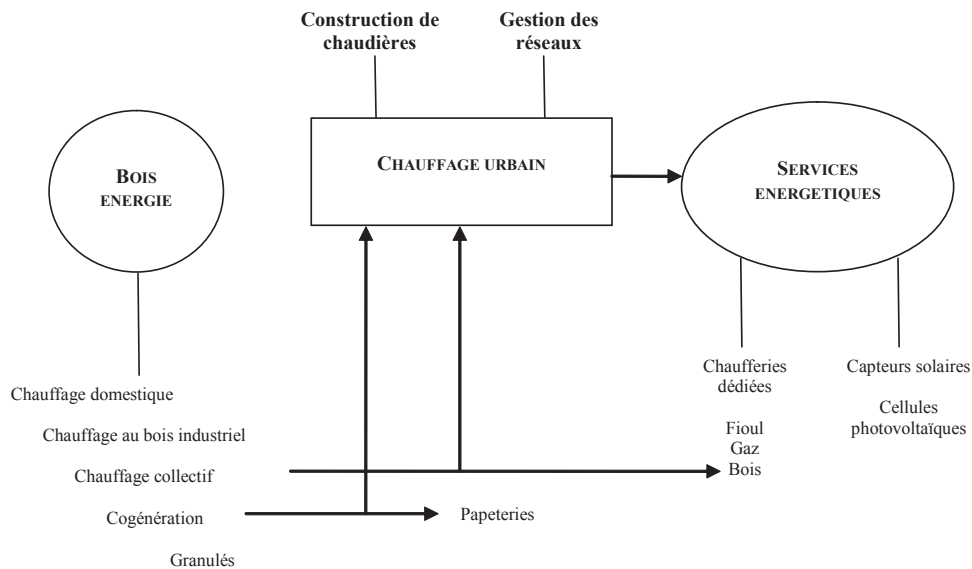 Construction de
chaudières
Gestion des
réseaux
BOIS
ENERGIE
CHAUFFAGE URBAIN
SERVICES
ENERGETIQUES
Chauffage domestique
Chauffage au bois industriel
Chauffage collectif
Cogénération
Granulés
Papeteries
Chaufferies
dédiées
Fioul
Gaz
Bois
Capteurs solaires
Cellules
photovoltaïques